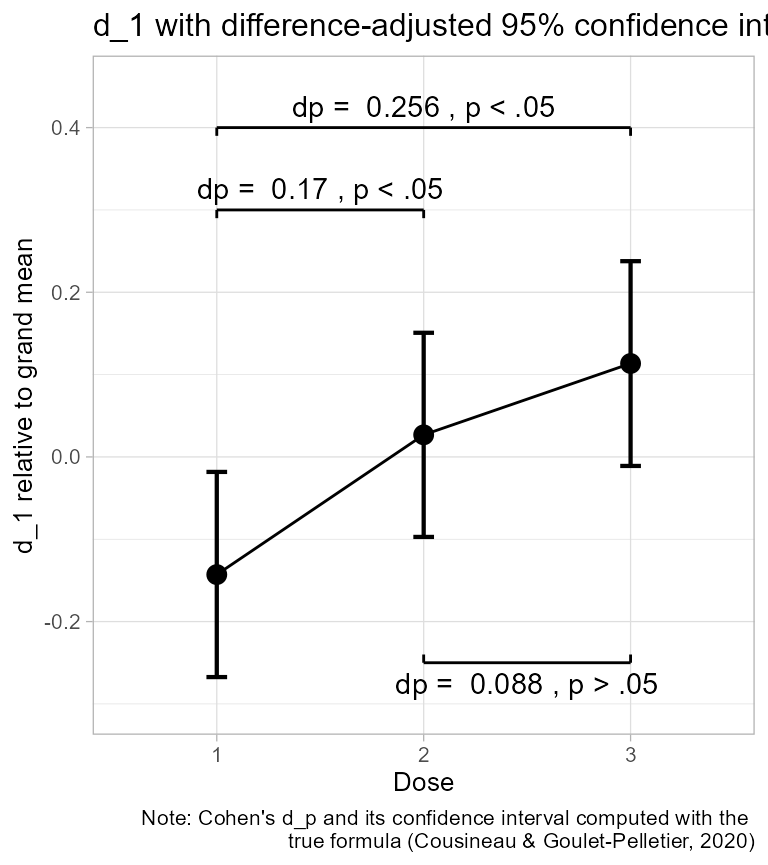 d_1 with difference-adjusted 95% confidence int
dp =  0.256 , p < .05
0.4
dp =  0.17 , p < .05
0.2
0.0
-0.2
d_1 relative to grand mean
dp =  0.088 , p > .05
1 2 3
Dose
Note: Cohen's d_p and its confidence interval computed with the
true formula (Cousineau & Goulet-Pelletier, 2020)